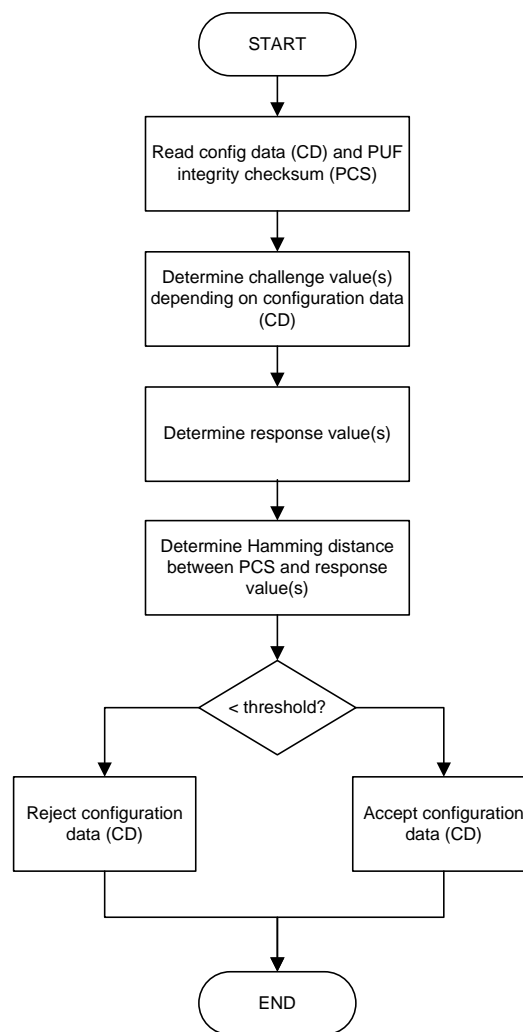 START
Read config data (CD) and PUF
integrity checksum (PCS)
Determine challenge value(s)
depending on configuration data
(CD)
Determine response value(s)
Determine Hamming distance
between PCS and response
value(s)
< threshold?
Reject configuration
data (CD)
Accept configuration
data (CD)
END